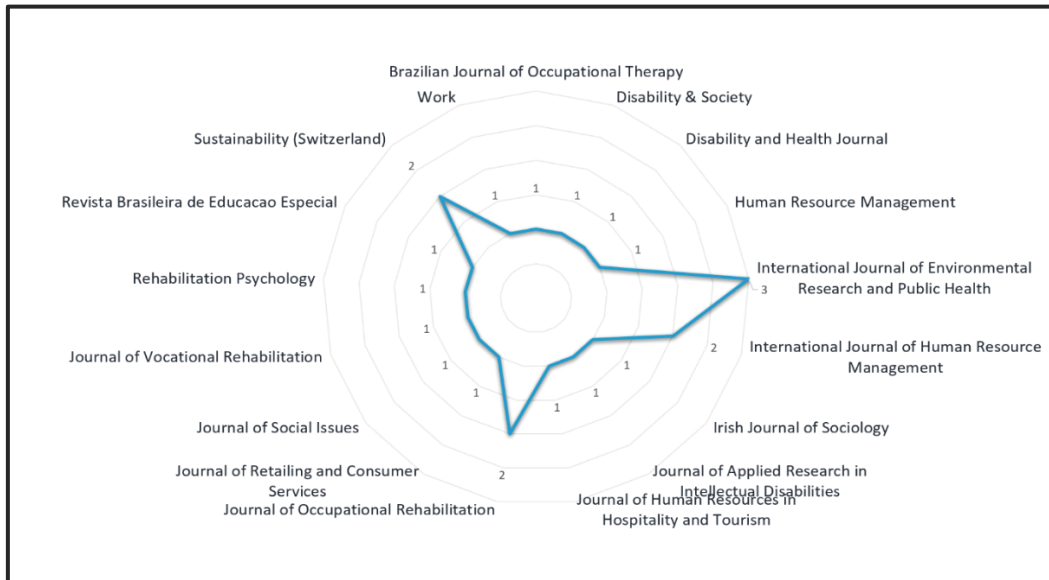 Brazilian Journal of Occupational Therapy
Work
Disability & Society
Sustainability (Switzerland)
Disability and Health Journal
2
Revista Brasileira de Educacao Especial
1
1
1
Human Resource Management
1
1
1
Rehabilitation Psychology
1
International Journal of Environmental
Research and Public Health
3
Journal of Vocational Rehabilitation
1
2
International Journal of Human Resource
Management
1
1
Journal of Social Issues
1
1
1
Irish Journal of Sociology
Journal of Retailing and Consumer
Services
2
Journal of Applied Research in
Intellectual Disabilities
Journal of Occupational Rehabilitation
Journal of Human Resources in
Hospitality and Tourism